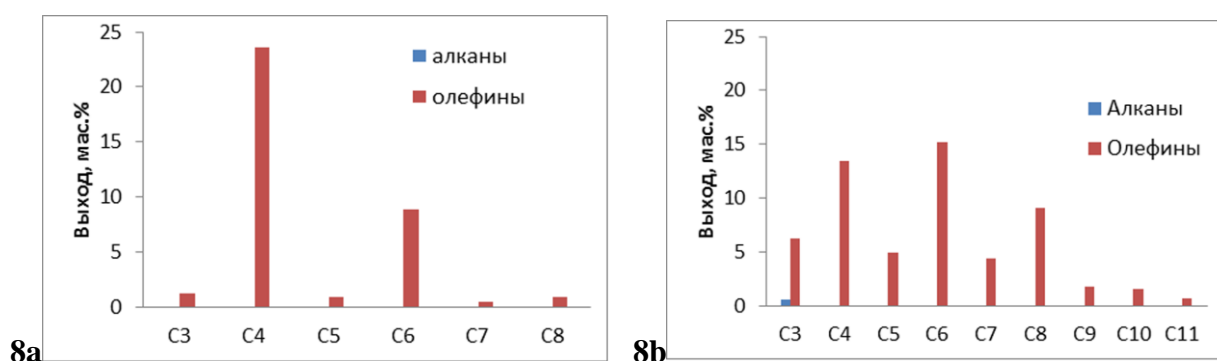 25
20
15
10
5
0
Выход, мас.%
алканы
олефины
C3 C4 C5 C6 C7 C8
8a
25
20
15
10
5
0
Выход, мас.%
Алканы
Олефины
C3 C4 C5 C6 C7 C8 C9 C10 C11
8b